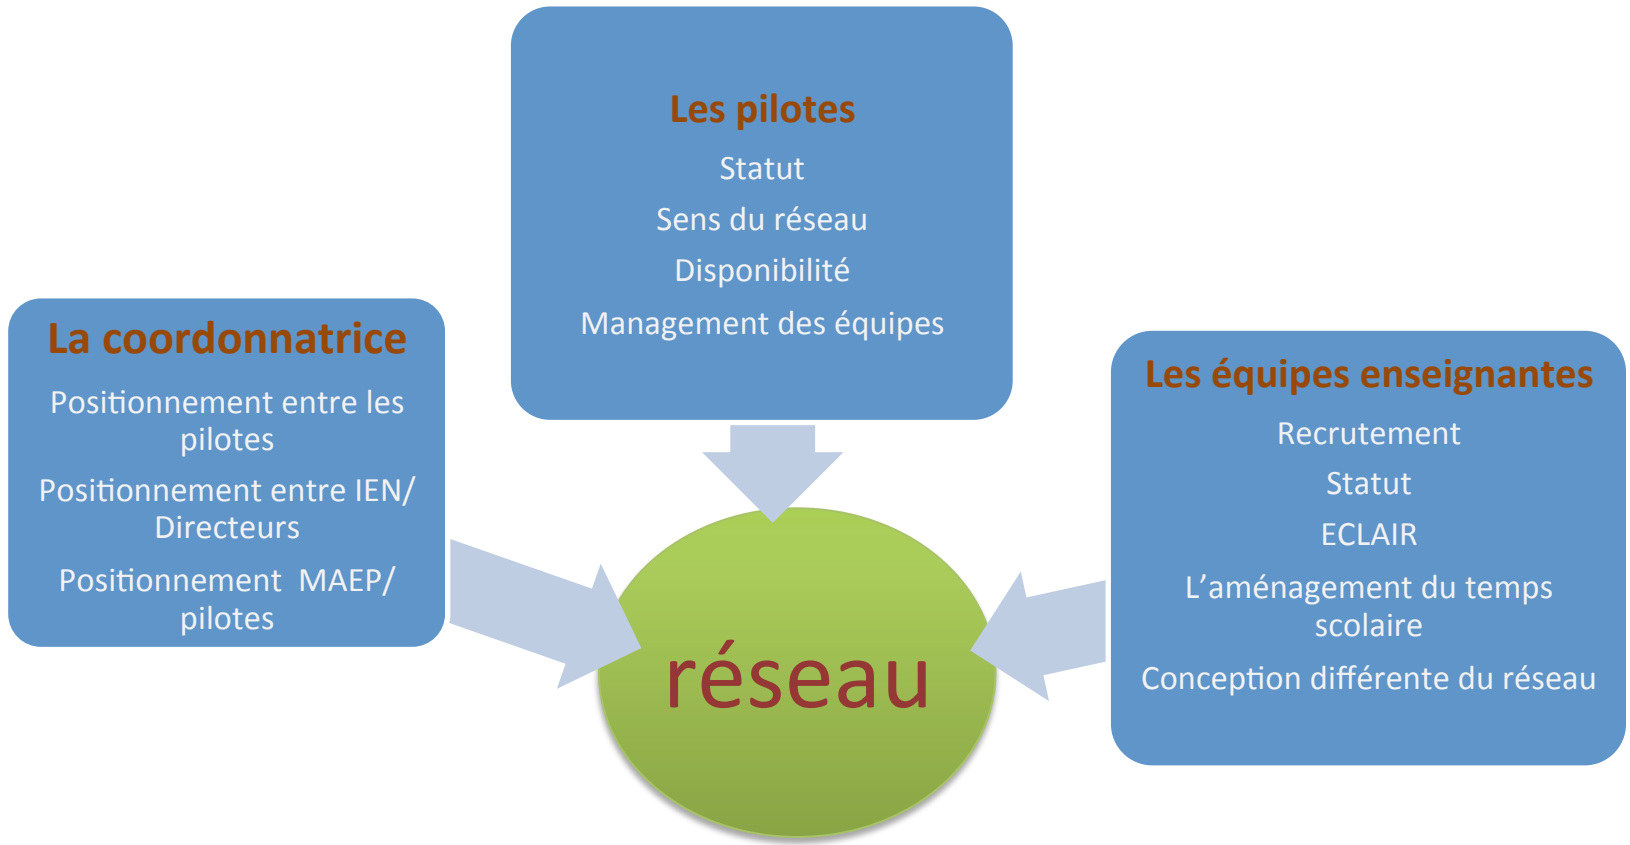 Les pilotes
Statut
Sens du réseau
Disponibilité
Management des équipes
La coordonnatrice
Positionnement entre les
pilotes
Positionnement entre IEN/
Directeurs
Positionnement  MAEP/
pilotes
Les équipes enseignantes
Recrutement
Statut
ECLAIR
L’aménagement du temps
scolaire
Conception différente du réseau
réseau